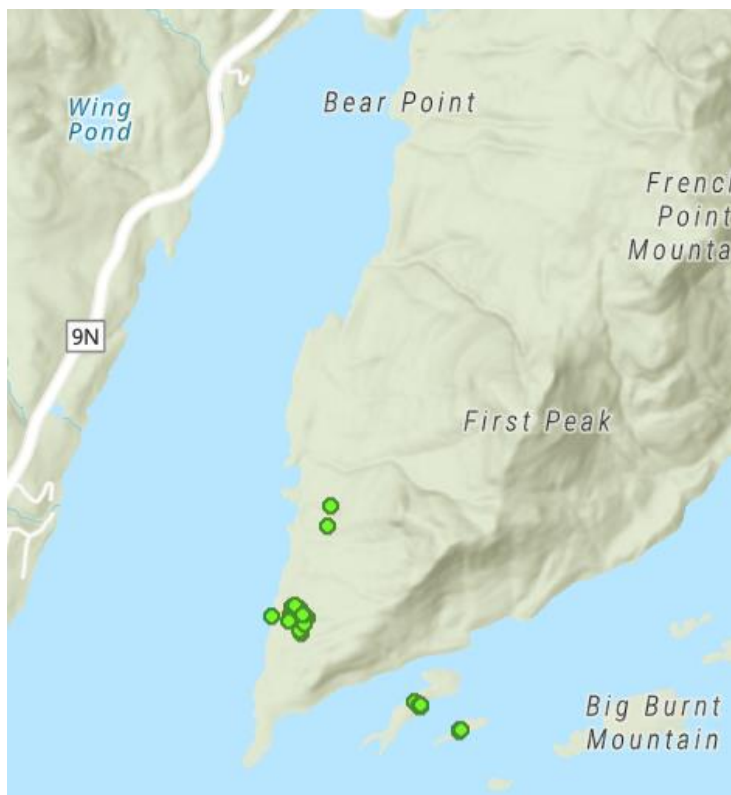 Wing
Pond
Bear Point
Frenc
Point
Mounta
9N
First Peak
Big Burnt
Mountain